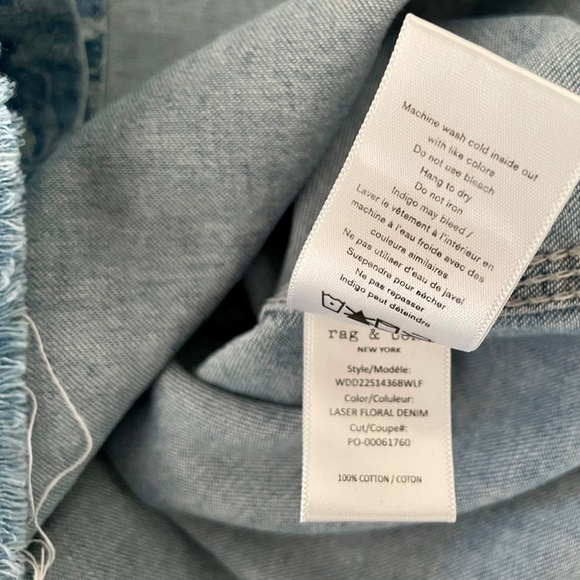 Machine wash cold inside out
with like colors
Do not use bleach
Hang to dry
Do not iron
Indigo may bleed /
Laver le vêtement à l'intérieur en
machine à l'eau froide avec des
couleurs similaires
Ne pas utiliser d'eau de javel
Suspendre pour sécher
Ne pas repasser
Indigo peut déteindre
rag &
NEW YORK
Style/Modéle:
WDD22S1436BWLF
Color/Coluleur:
LASER FLORAL DENIM
Cut/Coupe#:
PO-00061760
100% COTTON / COTON